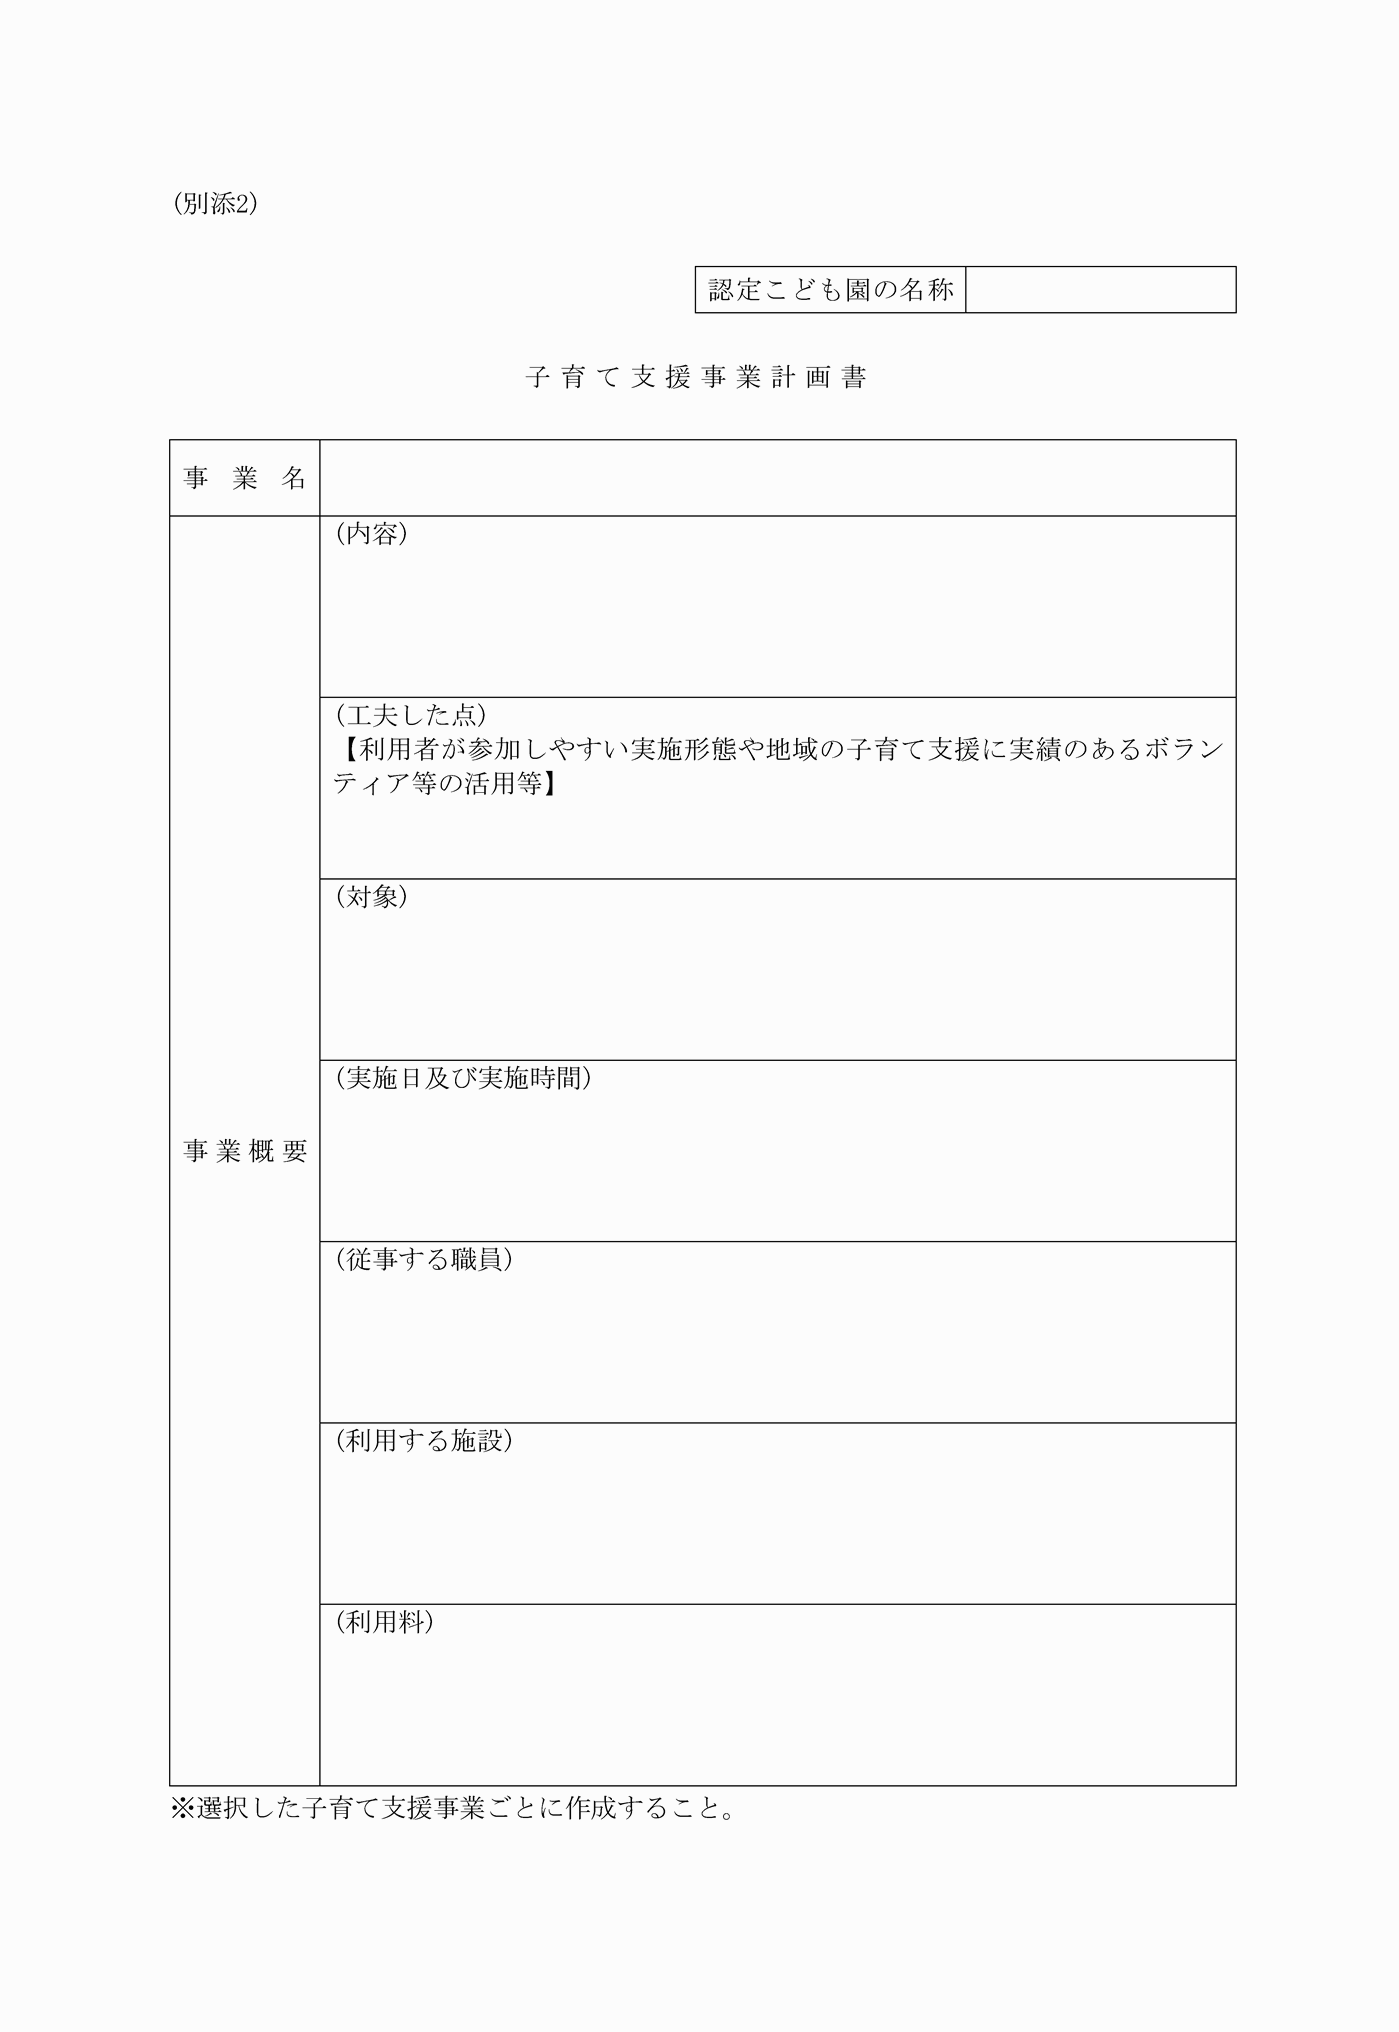 (別添2)
認定こども園の名称
子育て支援事業計画書
事業名
(内容)
(工夫した点)
【利用者が参加しやすい実施形態や地域の子育て支援に実績のあるボラン
ティア等の活用等】
(対象)
(実施日及び実施時間)
事業概要
(従事する職員)
(利用する施設)
(利用料)
※選択した子育て支援事業ごとに作成すること。